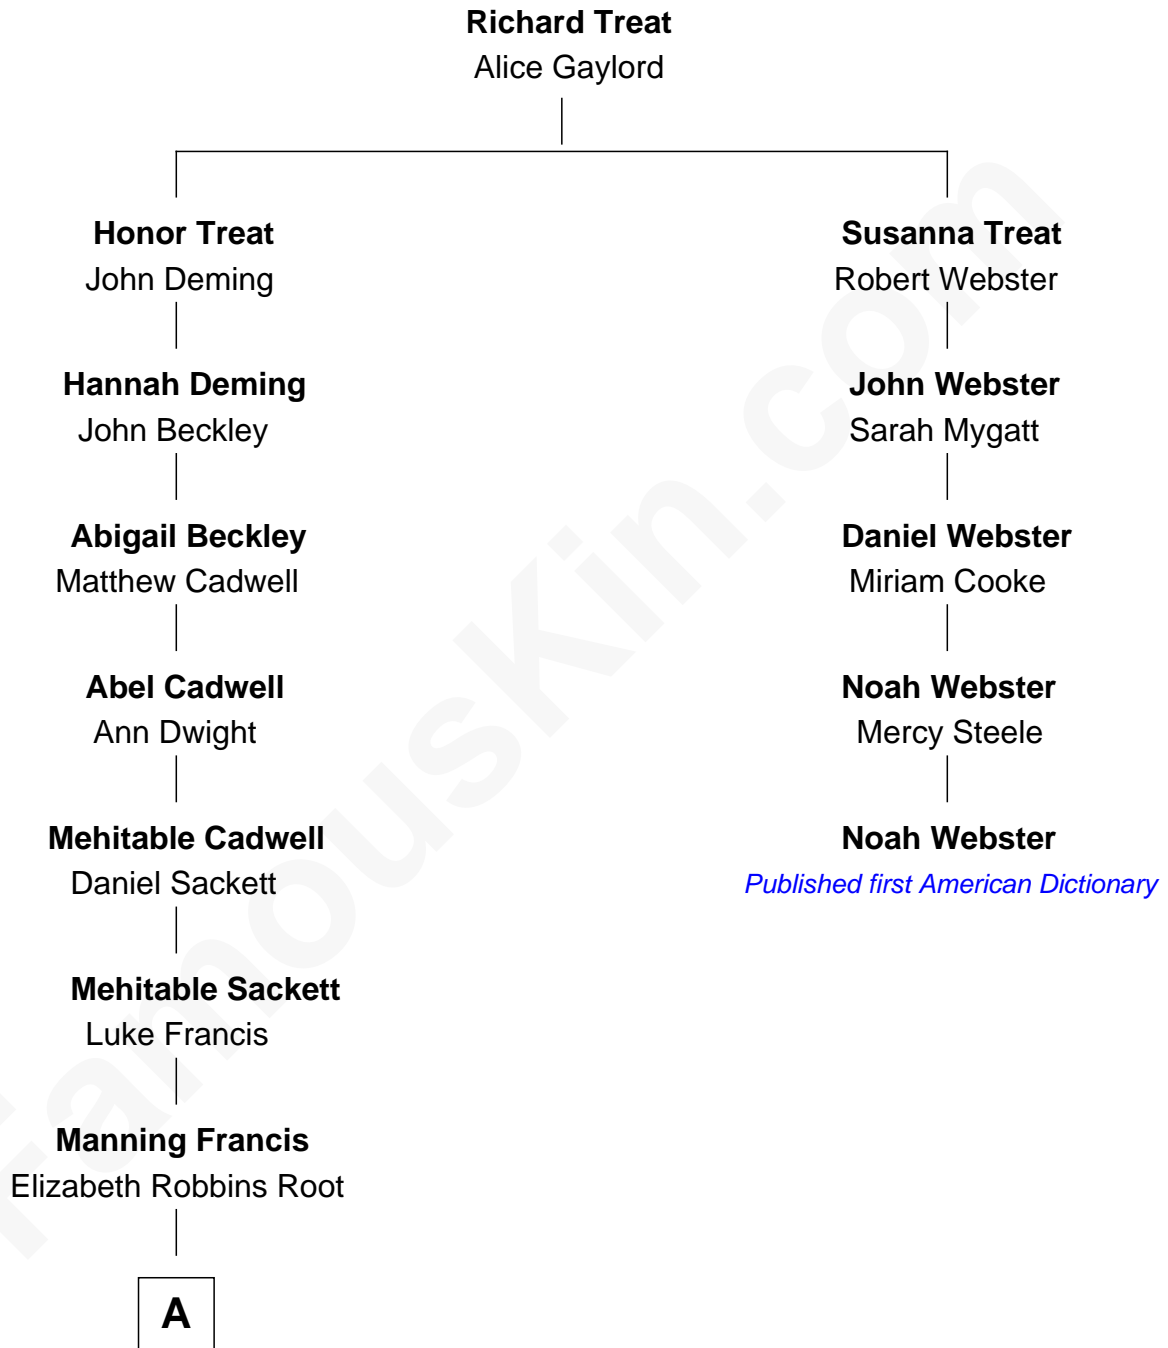 Richard Treat
Alice Gaylord
Honor Treat
John Deming
Susanna Treat
Robert Webster
Hannah Deming
John Beckley
John Webster
Sarah Mygatt
Abigail Beckley
Matthew Cadwell
Daniel Webster
Miriam Cooke
Abel Cadwell
Ann Dwight
Noah Webster
Mercy Steele
Mehitable Cadwell
Daniel Sackett
Noah Webster
Published first American Dictionary
Mehitable Sackett
Luke Francis
Manning Francis
Elizabeth Robbins Root
A
FamousKin.com